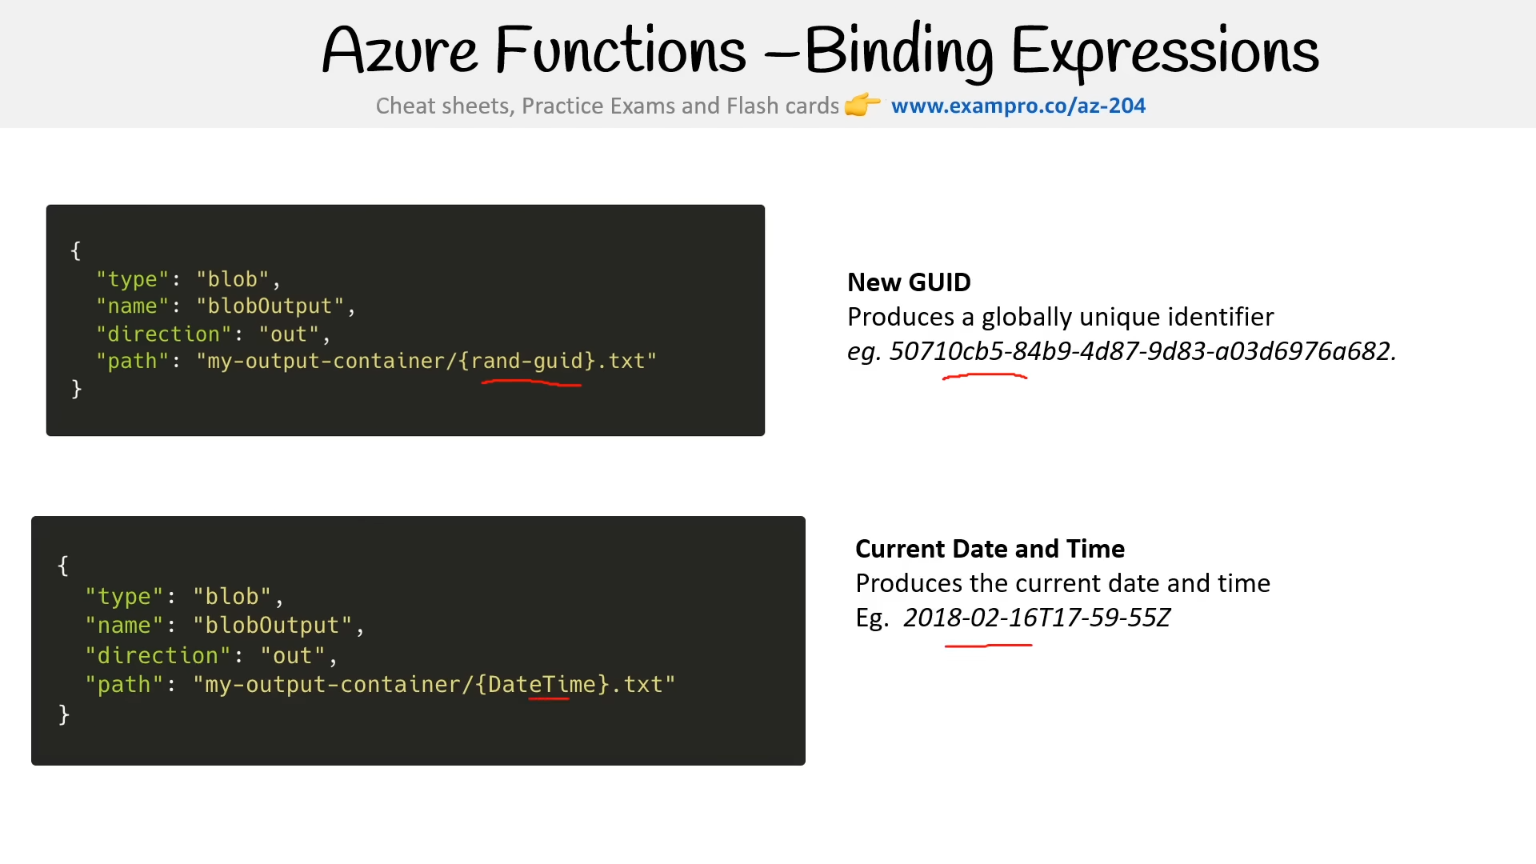 Azure Functions –Binding Expressions
Cheat sheets, Practice Exams and Flash cards 👉 www.exampro.co/az-204
{
"type": "blob",
"name": "blobOutput",
"direction": "out",
"path": "my-output-container/{rand-guid}.txt"
}
New GUID
Produces a globally unique identifier
eg. 50710cb5-84b9-4d87-9d83-a03d6976a682.
{
"type": "blob",
"name": "blobOutput",
"direction": "out",
"path": "my-output-container/{DateTime}.txt"
}
Current Date and Time
Produces the current date and time
Eg. 2018-02-16T17-59-55Z